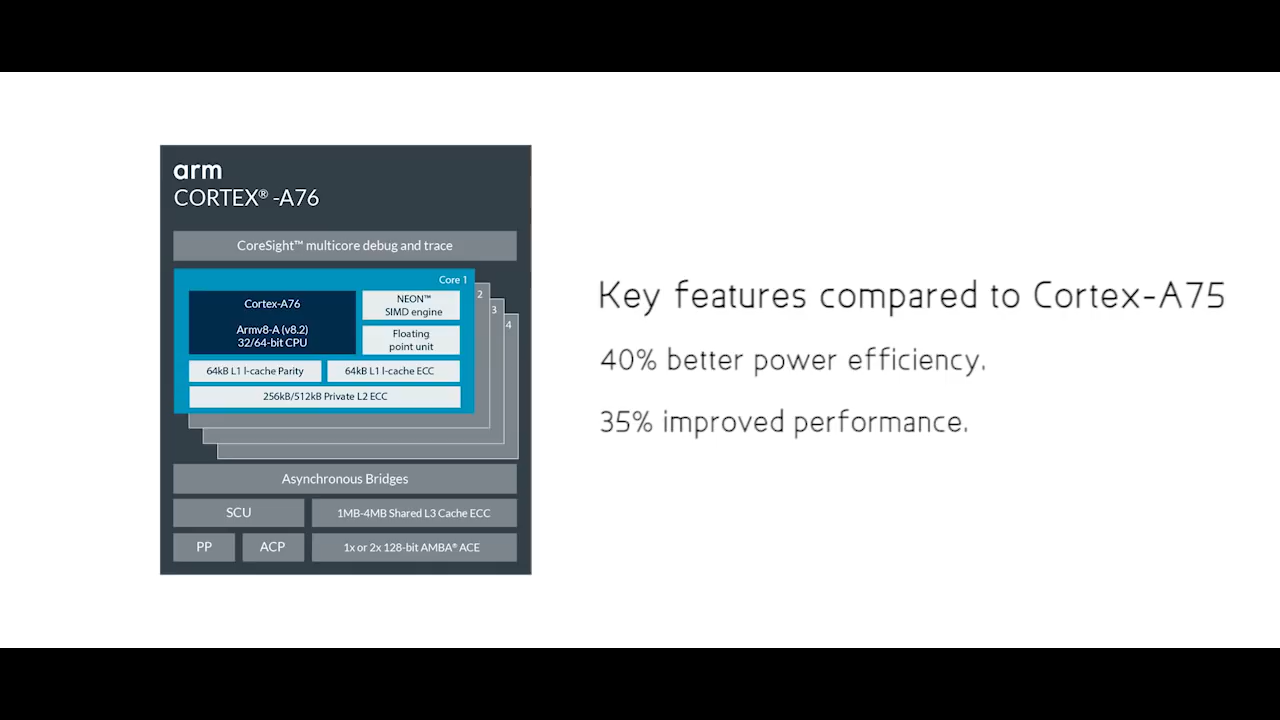 arm
CORTEX® -A76
CoreSight™ multicore debug and trace
Core 1
2
3
4
Cortex-A76
Armv8-A (v8.2)
32/64-bit CPU
NEON™
SIMD engine
Floating
point unit
64kB L1 I-cache Parity
64kB L1 I-cache ECC
256kB/512kB Private L2 ECC
Asynchronous Bridges
SCU
1MB-4MB Shared L3 Cache ECC
PP
ACP
1x or 2x 128-bit AMBA® ACE
Key features compared to Cortex-A75
40% better power efficiency.
35% improved performance.